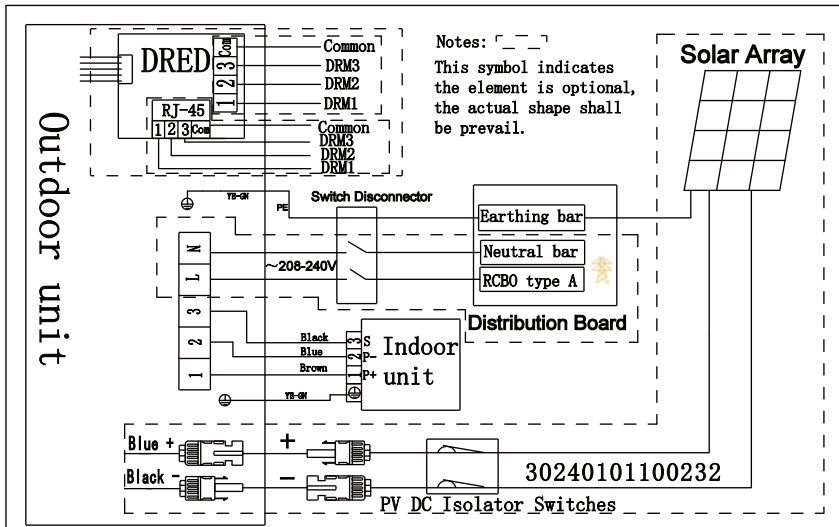 Outdoor unit
DRED
Com
3
2
1
Common
DRM3
DRM2
DRM1
RJ-45
1 2 3 Com
Common
DRM3
DRM2
DRM1
Notes:
This symbol indicates
the element is optional,
the actual shape shall
be prevail.
Solar Array
YE-GN
PE
Switch Disconnector
Earthing bar
Neutral bar
RCBO type A
Distribution Board
~208-240V
N
L
3
2
1
Black
Blue
Brown
YE-GN
3 S
2 P-
1 P+
Indoor
unit
Blue +
Black -
+
-
30240101100232
PV DC Isolator Switches